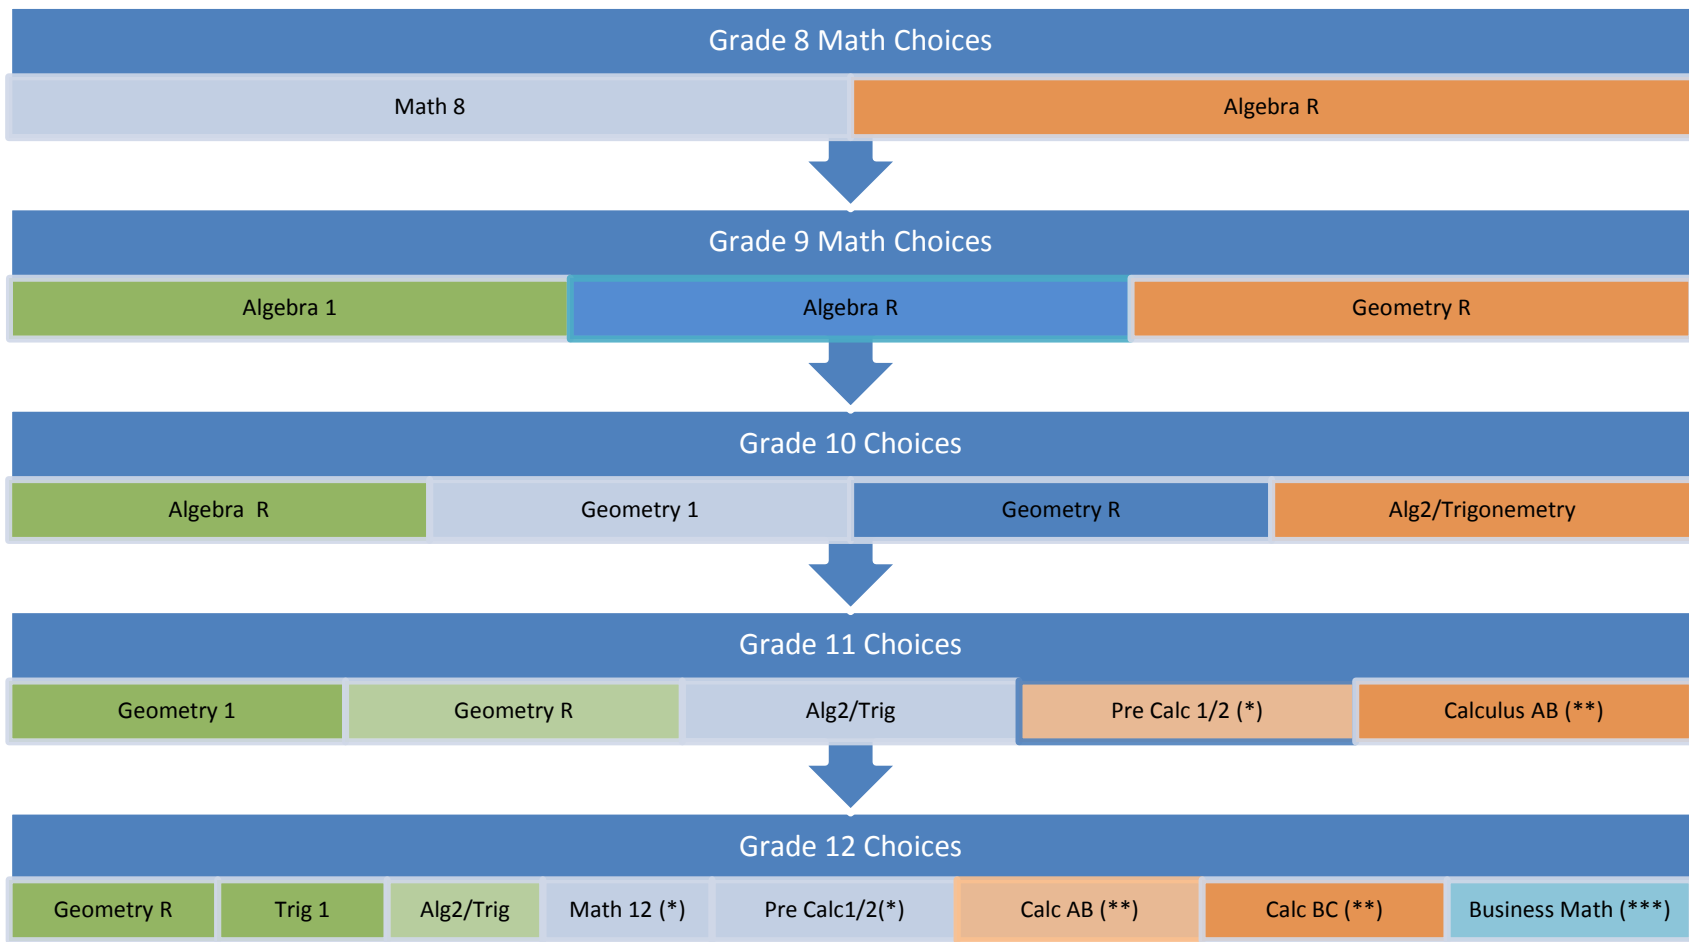 Grade 8 Math Choices
Math 8
Algebra R
Grade 9 Math Choices
Algebra 1
Algebra R
Geometry R
Grade 10 Choices
Algebra  R
Geometry 1
Geometry R
Alg2/Trigonemetry
Grade 11 Choices
Geometry 1
Geometry R
Alg2/Trig
Pre Calc 1/2 (*)
Calculus AB (**)
Grade 12 Choices
Geometry R
Trig 1
Alg2/Trig
Math 12 (*)
Pre Calc1/2(*)
Calc AB (**)
Calc BC (**)
Business Math (***)